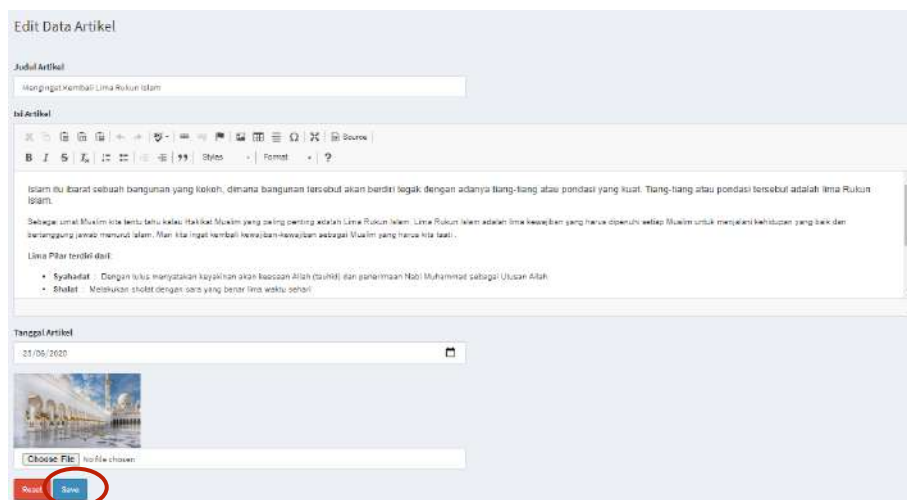 Edit Data Artikel
Judul Artikel
Mengingat Kembali Lima Rukun Islam
Isi Artikel
Source
B I S Ix Styles Format ?
Islam itu ibarat sebuah bangunan yang kokoh, dimana bangunan tersebut akan berdiri tegak dengan adanya tiang-tiang atau pondasi yang kuat. Tiang-tiang atau pondasi tersebut adalah lima Rukun
Islam.
Sebagai umat Muslim kita tentu tahu kalau Hakikat Muslim yang paling penting adalah Lima Rukun Islam. Lima Rukun Islam adalah lima kewajiban yang harus dipenuhi setiap Muslim untuk menjalani kehidupan yang baik dan
bertanggung jawab menurut Islam. Mari kita ingat kembali kewajiban-kewajiban sebagai Muslim yang harus kita taati .
Lima Pilar terdiri dari:
• Syahadat : Dengan tulus menyatakan keyakinan akan keesaan Allah (tauhid) dan penerimaan Nabi Muhammad sebagai Utusan Allah
• Shalat : Melakukan sholat dengan cara yang benar lima waktu sehari
Tanggal Artikel
Choose File No file chosen
Reset Save